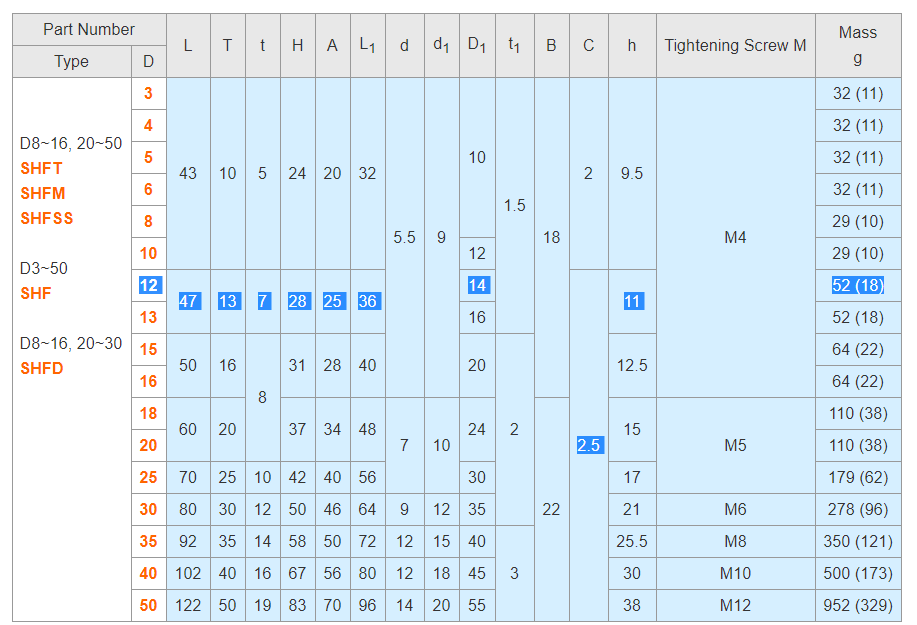 Part Number L T t H A L₁ d d₁ D₁ t₁ B C h Tightening Screw M Mass g
Type D
3 32 (11)
4 32 (11)
D8~16, 20~50
5 10 32 (11)
SHFT 43 10 5 24 20 32 2 9.5
6 32 (11)
SHFM
SHFSS 8 1.5 29 (10)
5.5 9 18 M4
10 12 29 (10)
D3~50
12 14 52 (18)
SHF 47 13 7 28 25 36 11
13 16 52 (18)
D8~16, 20~30 15 64 (22)
SHFD 50 16 31 28 40 20 12.5
16 64 (22)
8
18 110 (38)
60 20 37 34 48 24 2 15
20 7 10 2.5 M5 110 (38)
25 70 25 10 42 40 56 30 17 179 (62)
30 80 30 12 50 46 64 9 12 35 22 21 M6 278 (96)
35 92 35 14 58 50 72 12 15 40 25.5 M8 350 (121)
40 102 40 16 67 56 80 12 18 45 3 30 M10 500 (173)
50 122 50 19 83 70 96 14 20 55 38 M12 952 (329)